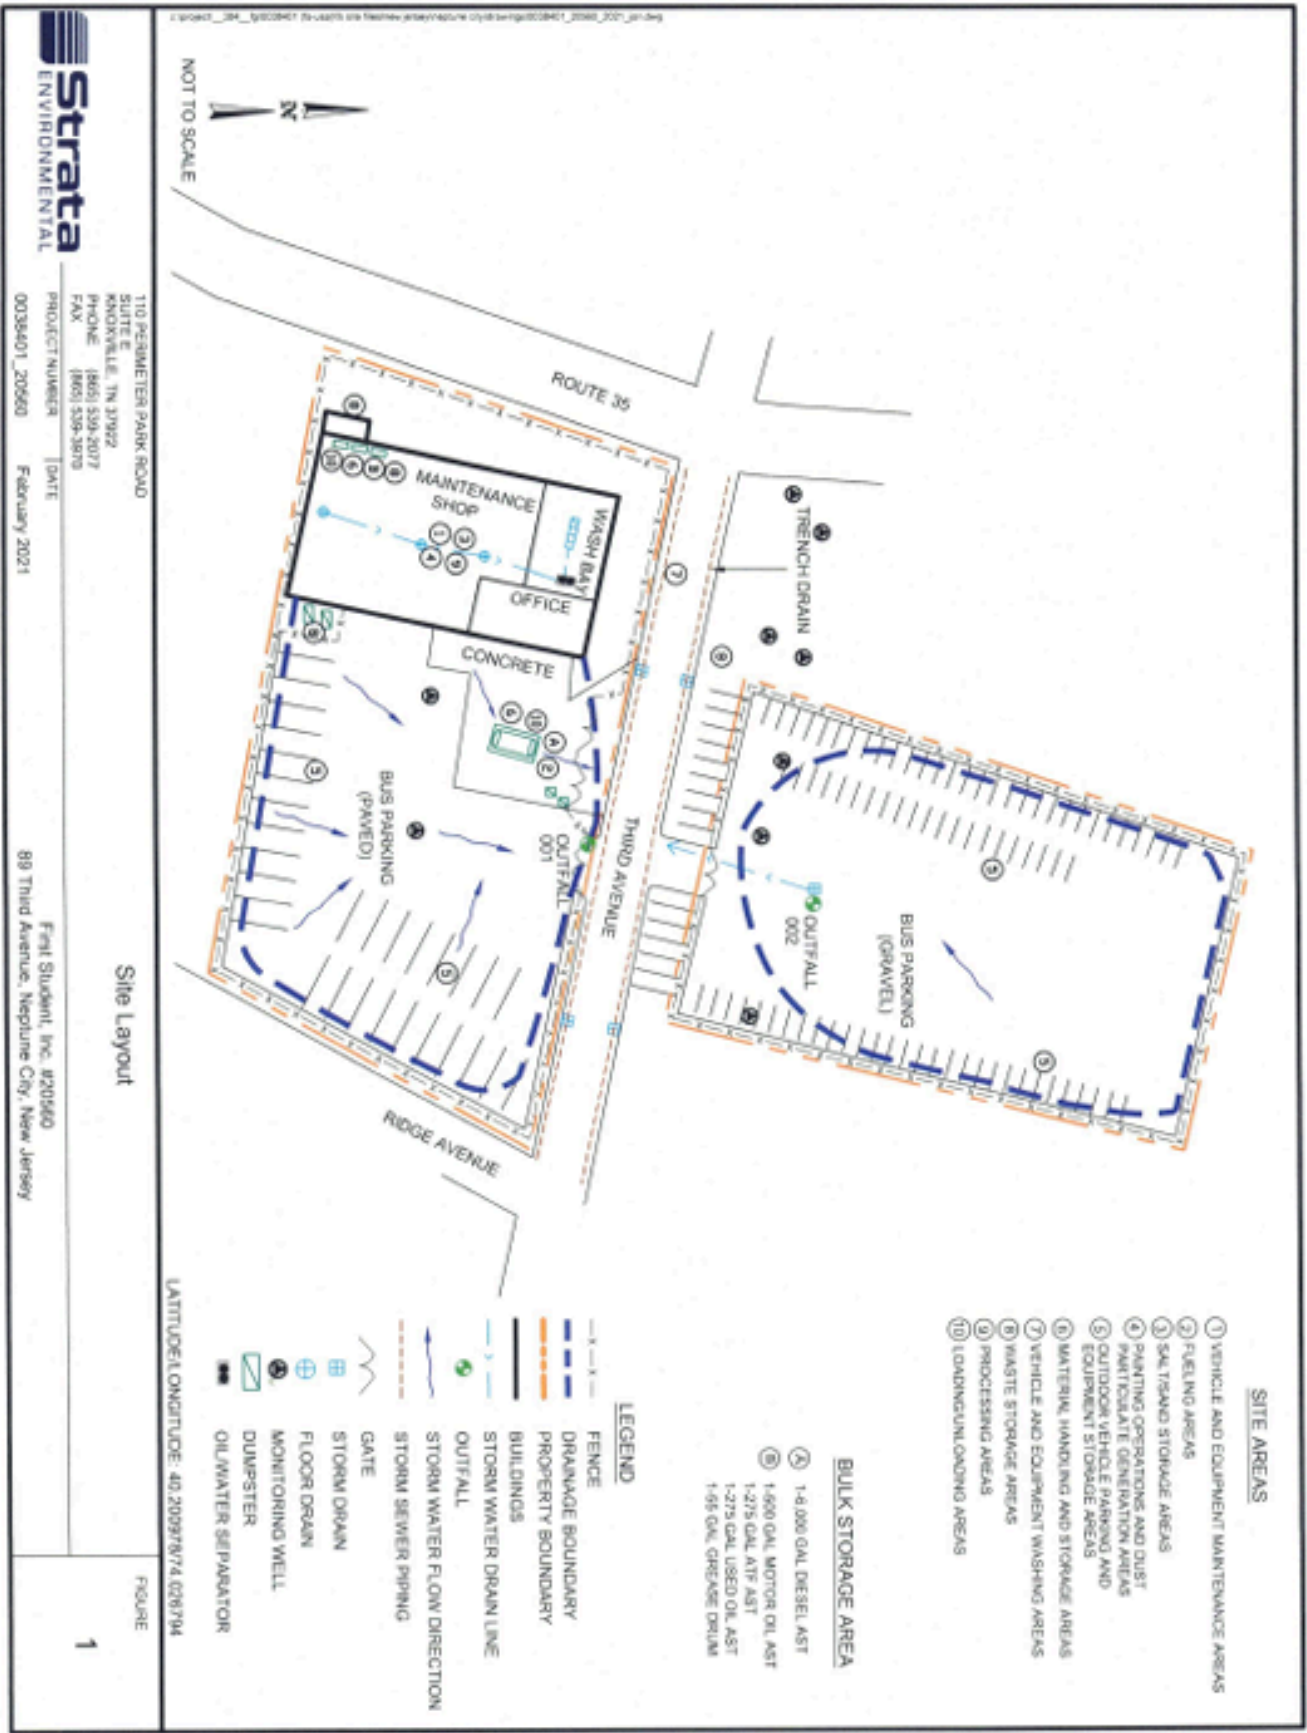 NOT TO SCALE
N
ROUTE 35
TRENCH DRAIN
WASH BAY
MAINTENANCE
SHOP
OFFICE
CONCRETE
THIRD AVENUE
OUTFALL
001
OUTFALL
002
BUS PARKING
(PAVED)
BUS PARKING
(GRAVEL)
RIDGE AVENUE
SITE AREAS
1 VEHICLE AND EQUIPMENT MAINTENANCE AREAS
2 FUELING AREAS
3 SALT/SAND STORAGE AREAS
4 PAINTING OPERATIONS AND DUST
PARTICULATE GENERATION AREAS
5 OUTDOOR VEHICLE PARKING AND
EQUIPMENT STORAGE AREAS
6 MATERIAL HANDLING AND STORAGE AREAS
7 VEHICLE AND EQUIPMENT WASHING AREAS
8 WASTE STORAGE AREAS
9 PROCESSING AREAS
10 LOADING/UNLOADING AREAS
BULK STORAGE AREA
A 1-6,000 GAL DIESEL AST
B 1-500 GAL MOTOR OIL AST
1-275 GAL ATF AST
1-275 GAL USED OIL AST
1-55 GAL GREASE DRUM
LEGEND
FENCE
DRAINAGE BOUNDARY
PROPERTY BOUNDARY
BUILDINGS
STORM WATER DRAIN LINE
OUTFALL
STORM WATER FLOW DIRECTION
STORM SEWER PIPING
GATE
STORM DRAIN
FLOOR DRAIN
MONITORING WELL
DUMPSTER
OIL/WATER SEPARATOR
LATITUDE/LONGITUDE: 40.200978/74.026794
Strata
ENVIRONMENTAL
110 PERIMETER PARK ROAD
SUITE E
KNOXVILLE, TN 37922
PHONE (865) 539-2077
FAX (865) 539-3970
PROJECT NUMBER DATE
0038401_20560 February 2021
Site Layout
First Student, Inc. #20560
89 Third Avenue, Neptune City, New Jersey
FIGURE
1